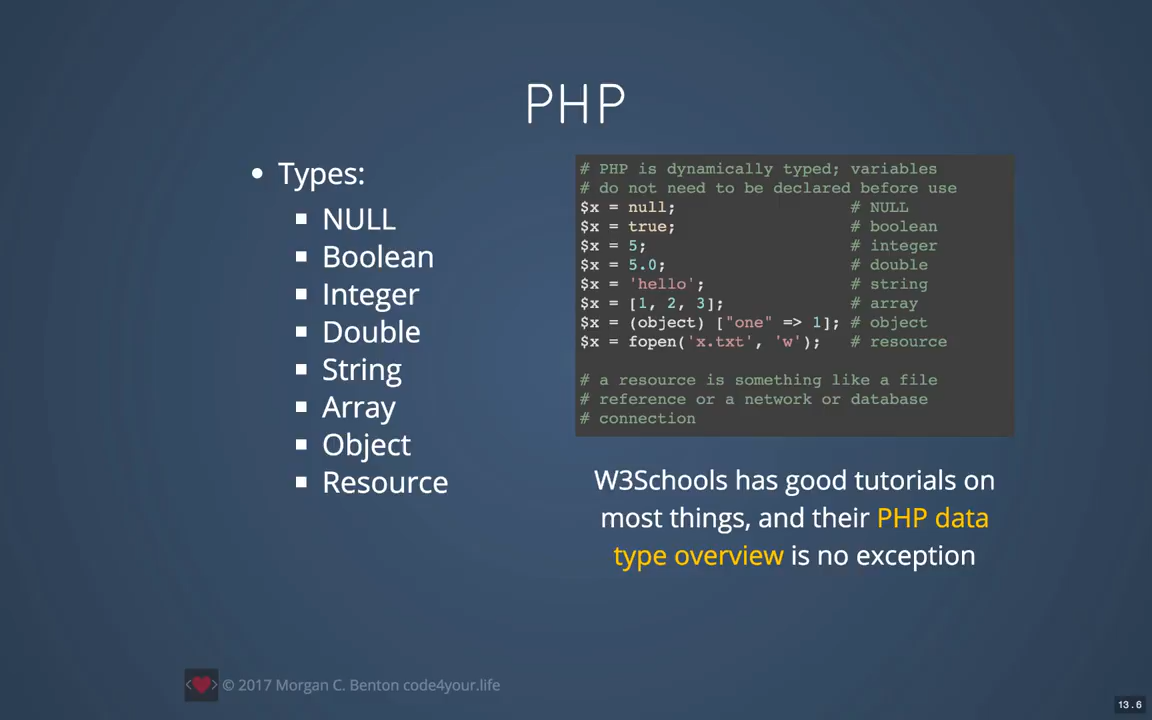 PHP
• Types:
▪ NULL
▪ Boolean
▪ Integer
▪ Double
▪ String
▪ Array
▪ Object
▪ Resource
# PHP is dynamically typed; variables
# do not need to be declared before use
$x = null;                  # NULL
$x = true;                  # boolean
$x = 5;                     # integer
$x = 5.0;                   # double
$x = 'hello';               # string
$x = [1, 2, 3];             # array
$x = (object) ["one" => 1]; # object
$x = fopen('x.txt', 'w');   # resource
# a resource is something like a file
# reference or a network or database
# connection
W3Schools has good tutorials on
most things, and their PHP data
type overview is no exception
< > © 2017 Morgan C. Benton code4your.life
13.6